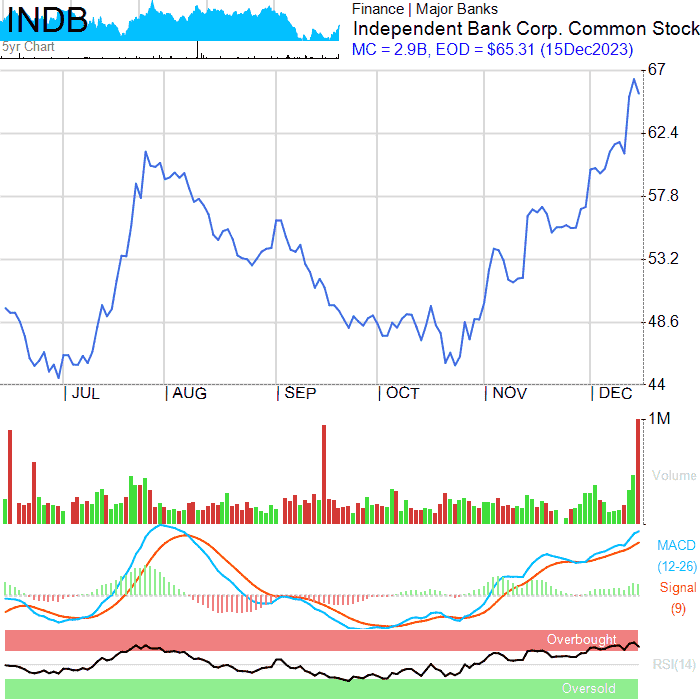 INDB
5yr Chart
Finance | Major Banks
Independent Bank Corp. Common Stock
MC = 2.9B, EOD = $65.31 (15Dec2023)
67
62.4
57.8
53.2
48.6
44
JUL
AUG
SEP
OCT
NOV
DEC
1M
Volume
MACD
(12-26)
Signal
(9)
Overbought
RSI(14)
Oversold